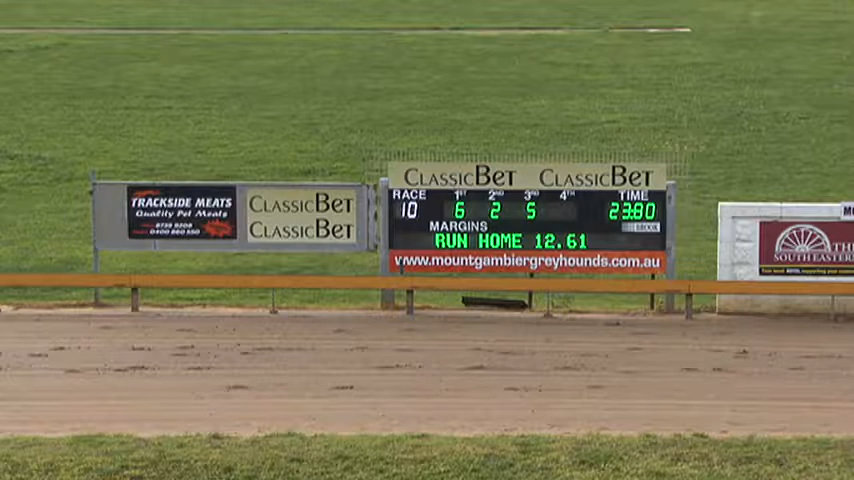 CLASSICBET CLASSICBET
RACE 1ST 2ND 3RD 4TH TIME
10 6 2 5 23:80
MARGINS
RUN HOME 12.61
www.mountgambiergreyhounds.com.au
TRACKSIDE MEATS
Quality Pet Meals
CLASSICBET
CLASSICBET
THE
SOUTH EASTERN